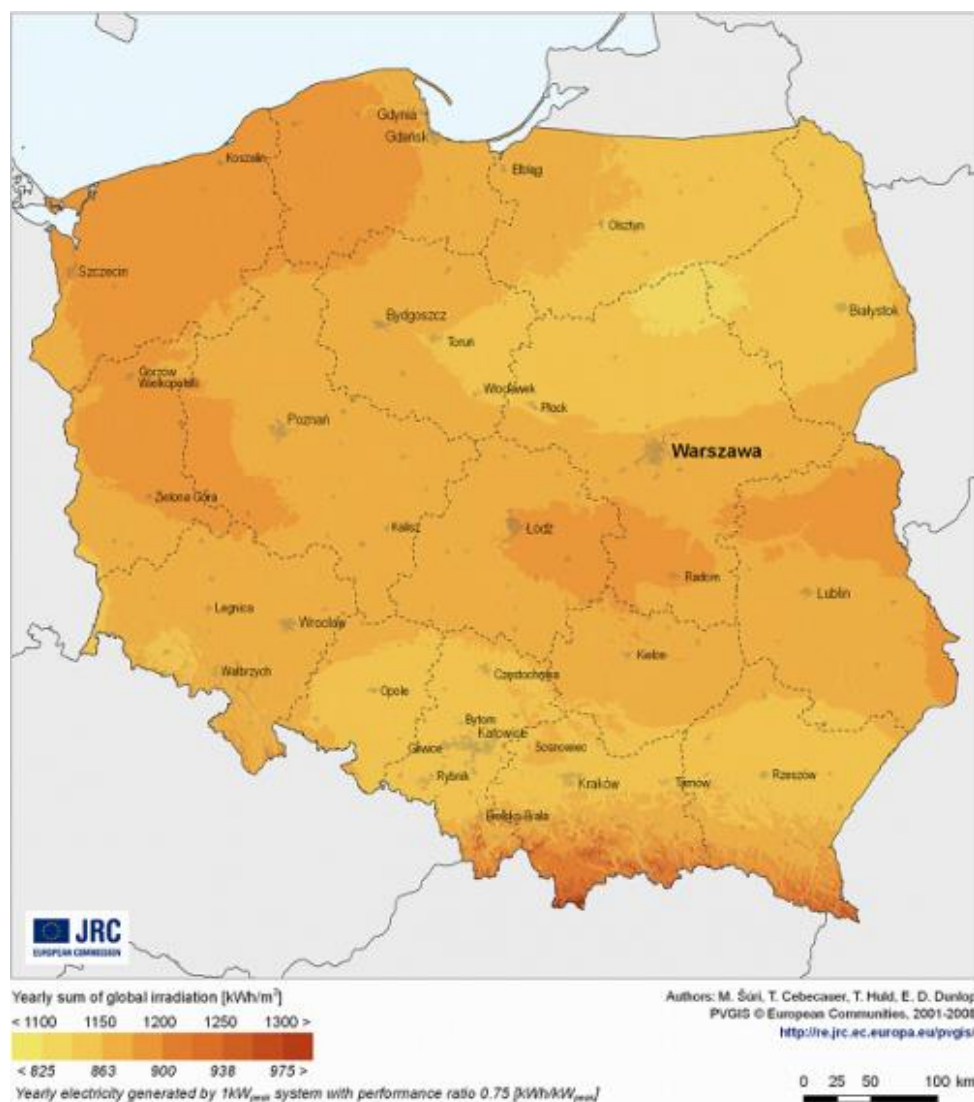 Gdynia
Gdańsk
Koszalin
Elbląg
Olsztyn
Szczecin
Białystok
Bydgoszcz
Toruń
Gorzów
Wielkopolski
Włocławek
Płock
Poznań
Warszawa
Zielona Góra
Kalisz
Łódź
Radom
Lublin
Legnica
Wrocław
Kielce
Wałbrzych
Częstochowa
Opole
Bytom
Katowice
Gliwice
Sosnowiec
Rybnik
Kraków
Tarnów
Rzeszów
Bielsko-Biała
JRC
EUROPEAN COMMISSION
Yearly sum of global irradiation [kWh/m²]
< 1100 1150 1200 1250 1300 >
< 825 863 900 938 975 >
Yearly electricity generated by 1kWpeak system with performance ratio 0.75 [kWh/kWpeak]
Authors: M. Šúri, T. Cebecauer, T. Huld, E. D. Dunlop
PVGIS © European Communities, 2001-2008
http://re.jrc.ec.europa.eu/pvgis/
0 25 50 100 km